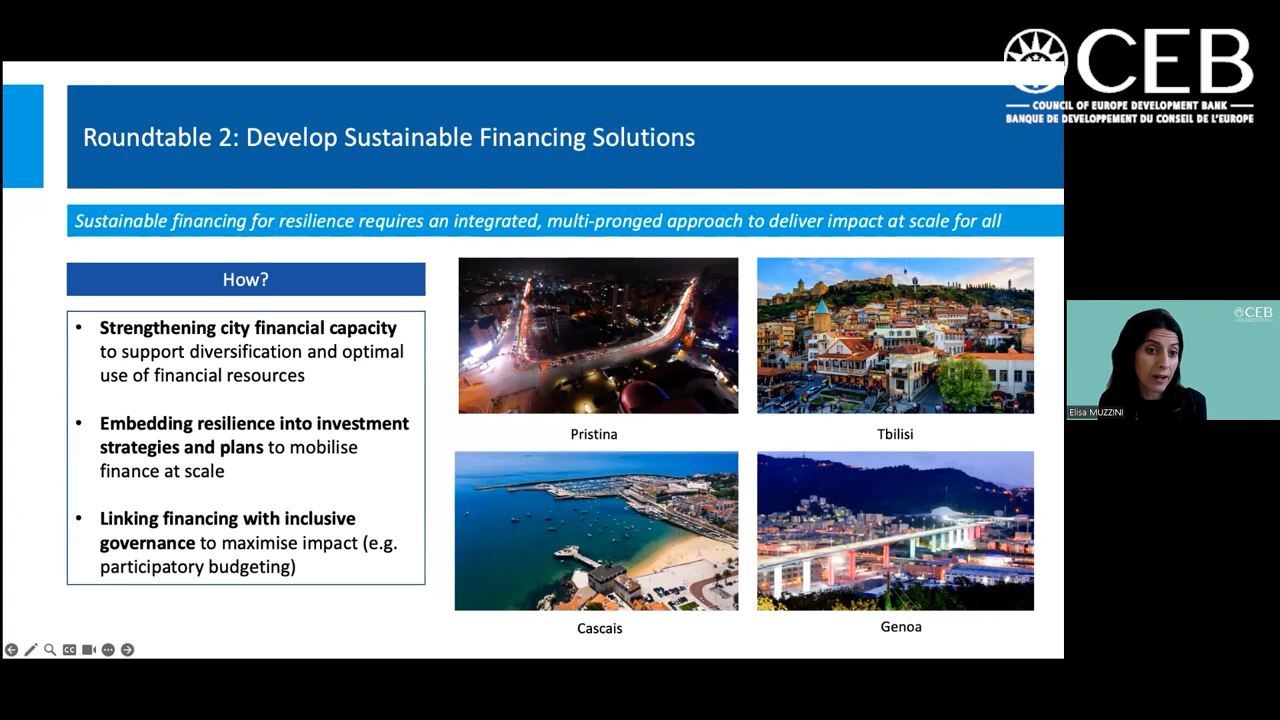 CEB
COUNCIL OF EUROPE DEVELOPMENT BANK
BANQUE DE DEVELOPPEMENT DU CONSEIL DE L'EUROPE
Roundtable 2: Develop Sustainable Financing Solutions
Sustainable financing for resilience requires an integrated, multi-pronged approach to deliver impact at scale for all
How?
• Strengthening city financial capacity
to support diversification and optimal
use of financial resources
• Embedding resilience into investment
strategies and plans to mobilise
finance at scale
• Linking financing with inclusive
governance to maximise impact (e.g.
participatory budgeting)
Pristina
Tbilisi
Cascais
Genoa
CEB
Elisa MUZZINI
CC